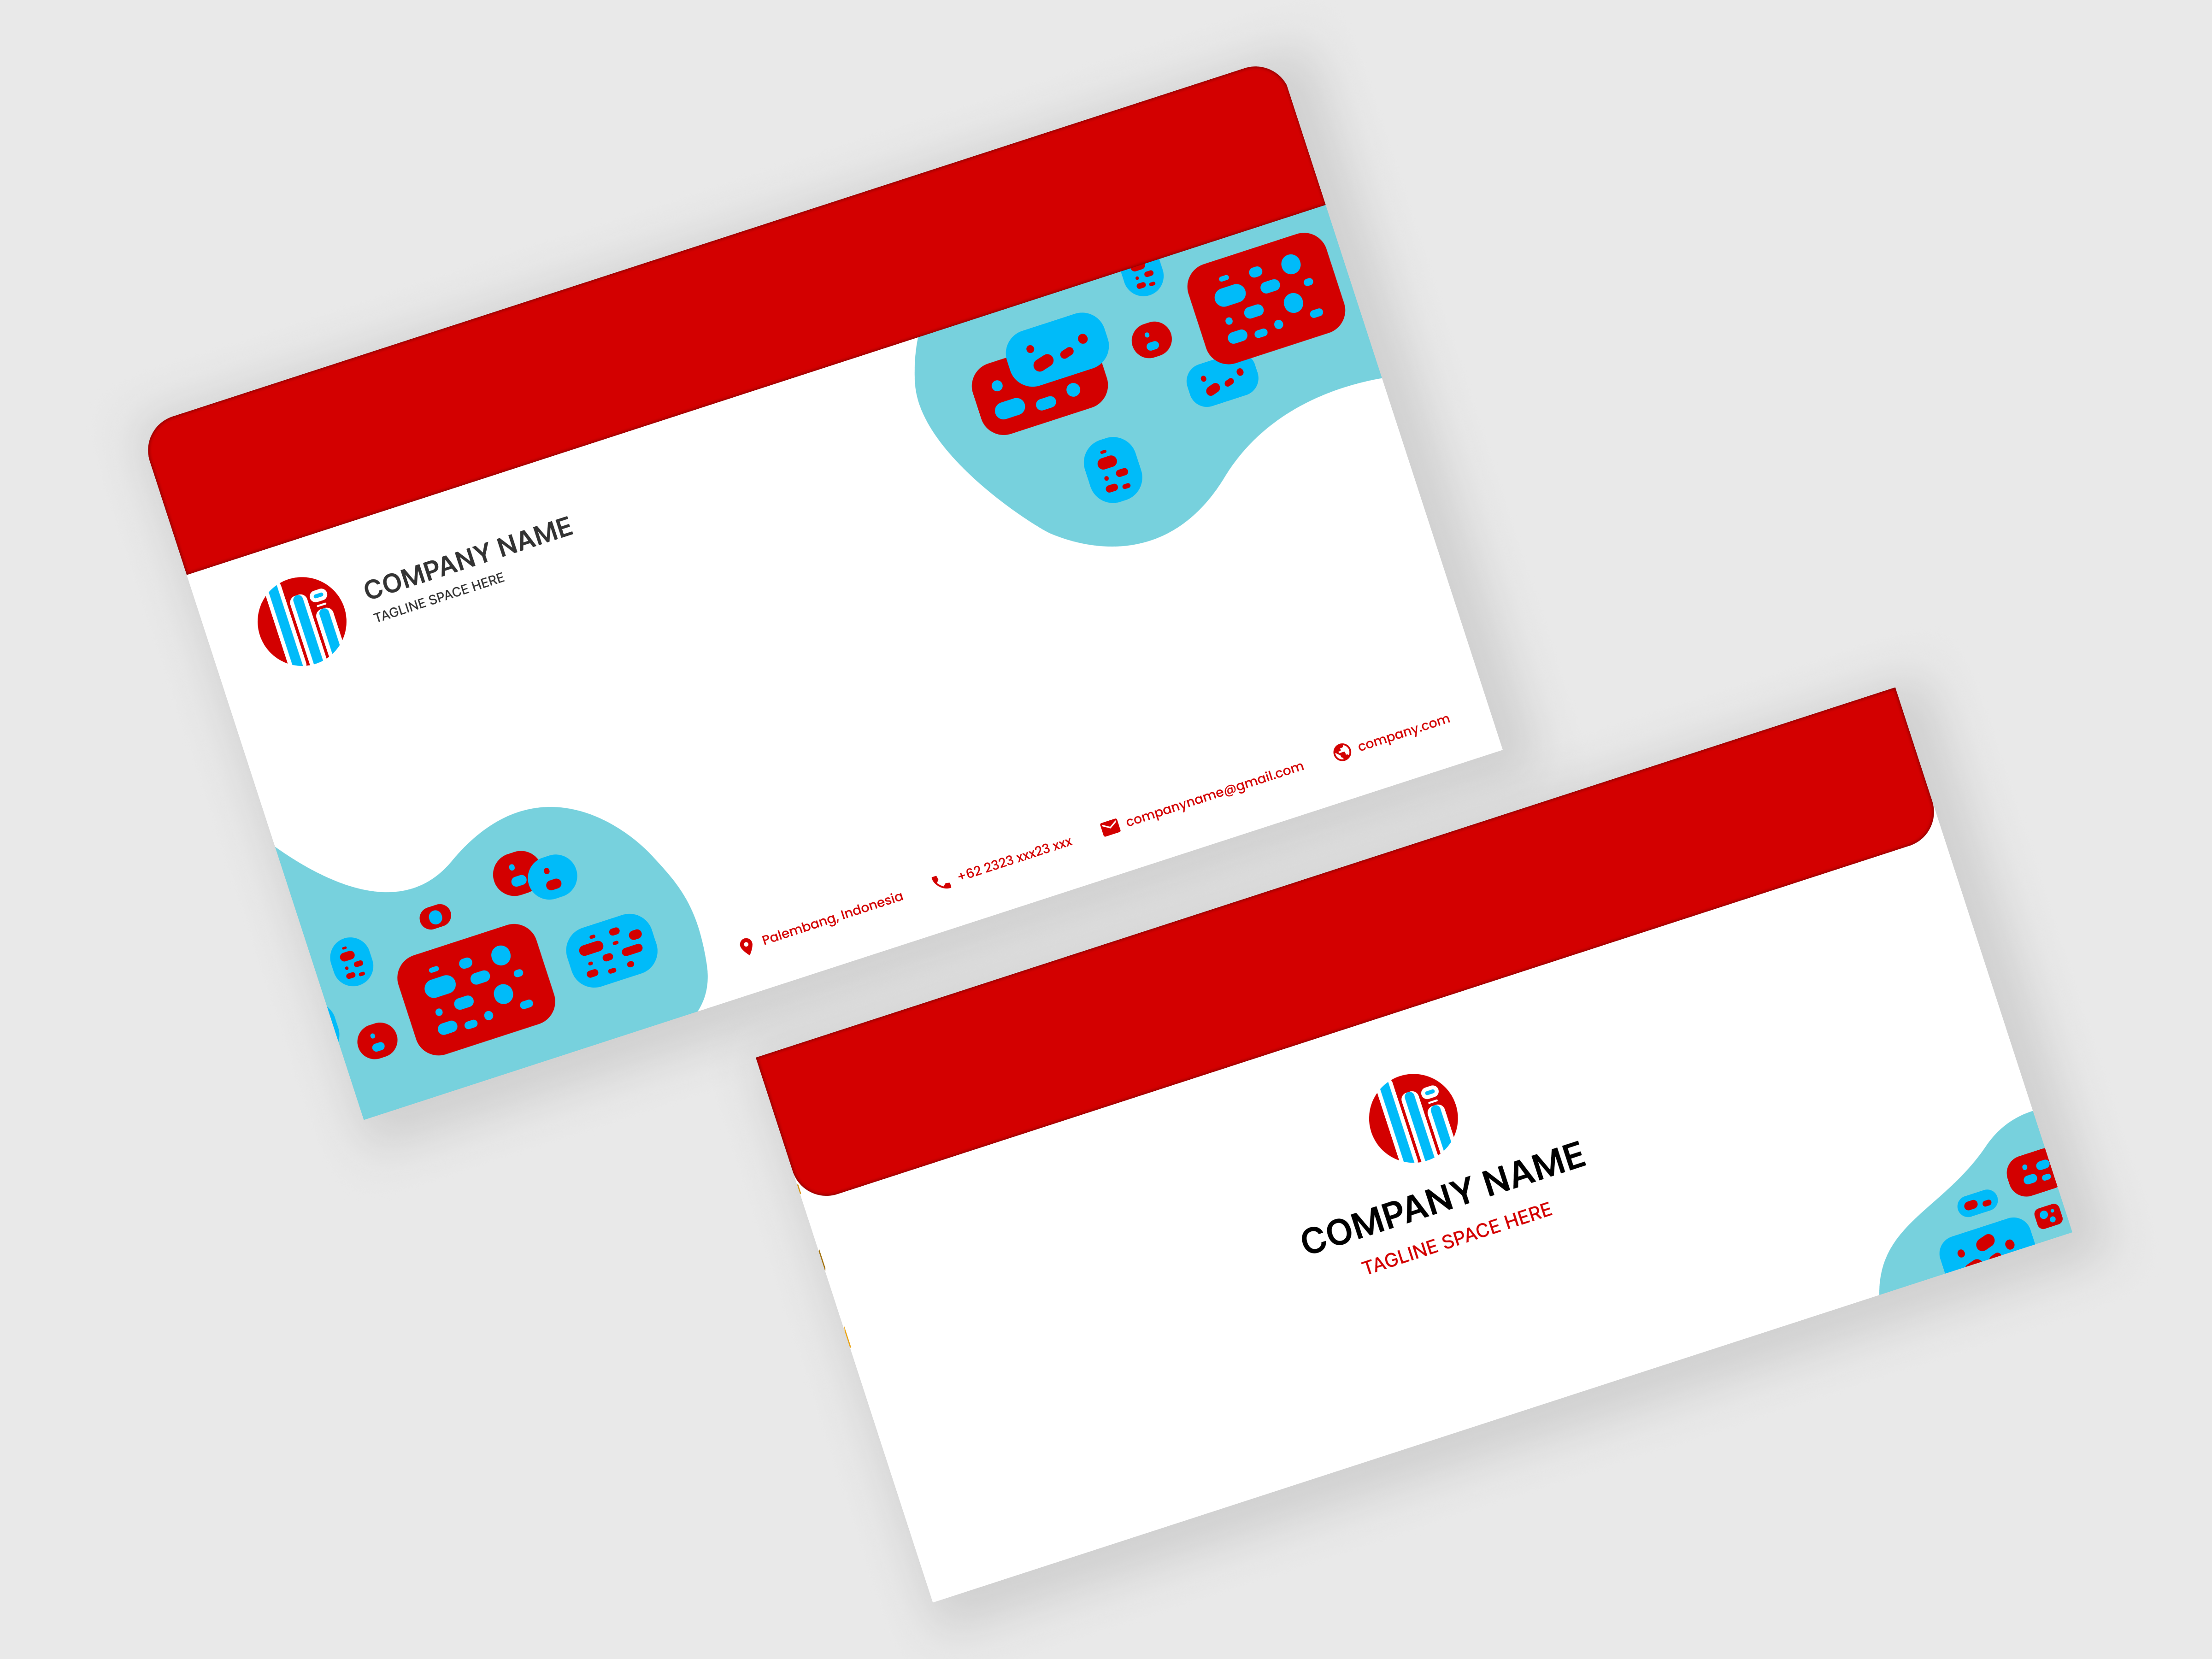 COMPANY NAME
TAGLINE SPACE HERE
Palembang, Indonesia
+62 2323 xxx23 xxx
companyname@gmail.com
company.com
COMPANY NAME
TAGLINE SPACE HERE